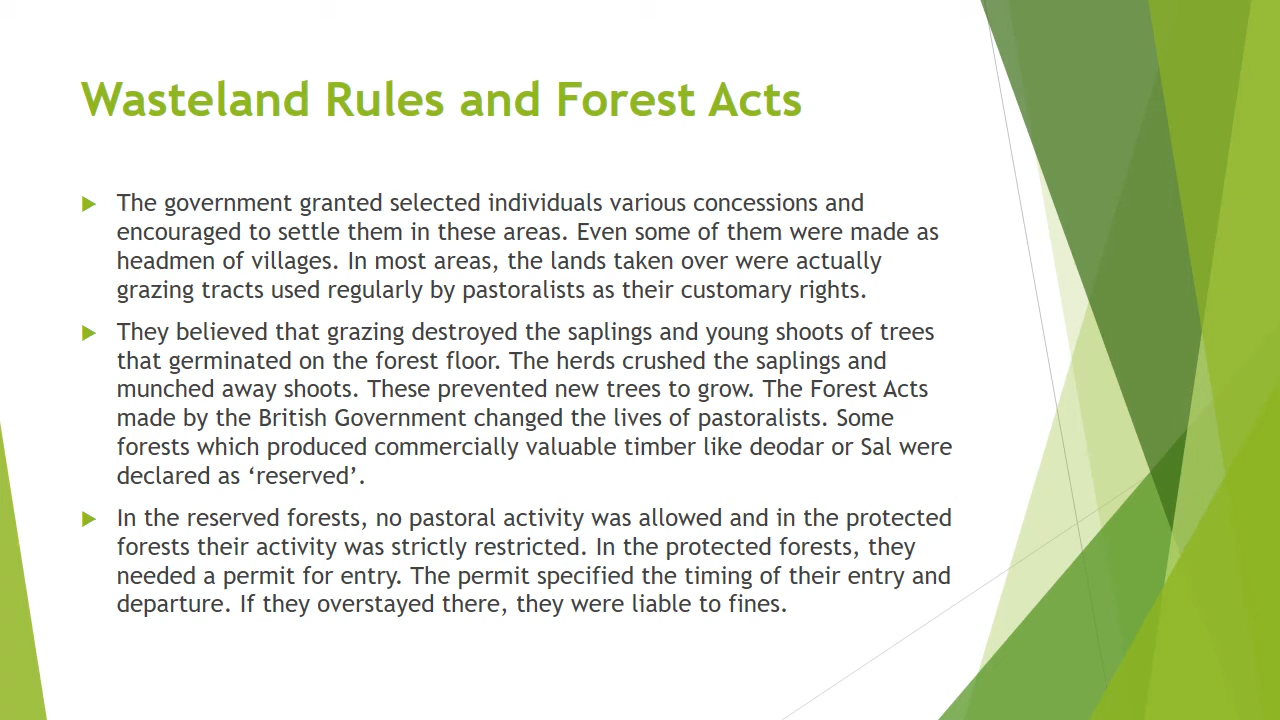 Wasteland Rules and Forest Acts
The government granted selected individuals various concessions and
encouraged to settle them in these areas. Even some of them were made as
headmen of villages. In most areas, the lands taken over were actually
grazing tracts used regularly by pastoralists as their customary rights.
They believed that grazing destroyed the saplings and young shoots of trees
that germinated on the forest floor. The herds crushed the saplings and
munched away shoots. These prevented new trees to grow. The Forest Acts
made by the British Government changed the lives of pastoralists. Some
forests which produced commercially valuable timber like deodar or Sal were
declared as ‘reserved’.
In the reserved forests, no pastoral activity was allowed and in the protected
forests their activity was strictly restricted. In the protected forests, they
needed a permit for entry. The permit specified the timing of their entry and
departure. If they overstayed there, they were liable to fines.